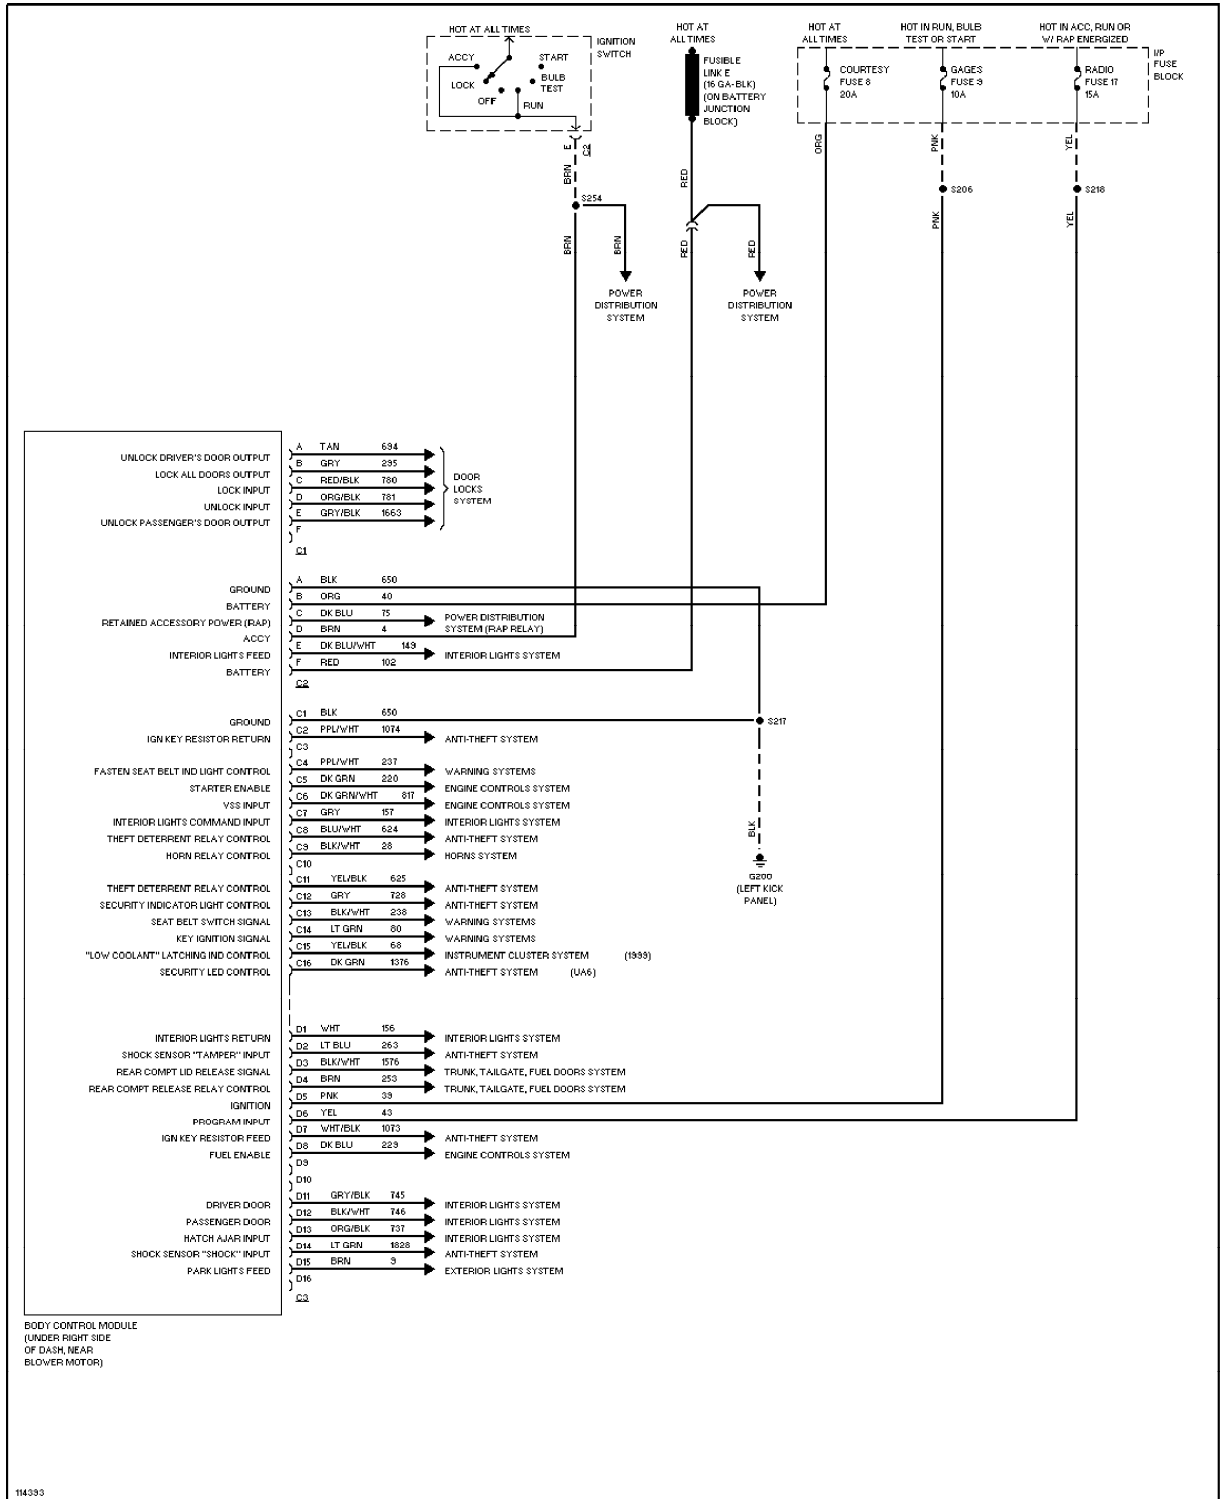 HOT AT ALL TIMES
IGNITION
SWITCH
ACCY
START
LOCK
BULB
TEST
OFF
RUN
E
C2
BRN
S254
BRN
BRN
POWER
DISTRIBUTION
SYSTEM
HOT AT
ALL TIMES
FUSIBLE
LINK E
(16 GA-BLK)
(ON BATTERY
JUNCTION
BLOCK)
RED
RED
RED
POWER
DISTRIBUTION
SYSTEM
HOT AT
ALL TIMES
HOT IN RUN, BULB
TEST OR START
HOT IN ACC, RUN OR
W/ RAP ENERGIZED
COURTESY
FUSE 8
20A
GAGES
FUSE 9
10A
RADIO
FUSE 17
15A
I/P
FUSE
BLOCK
ORG
PNK
YEL
S206
S218
PNK
YEL
UNLOCK DRIVER'S DOOR OUTPUT A TAN 694
LOCK ALL DOORS OUTPUT B GRY 295
LOCK INPUT C RED/BLK 780
UNLOCK INPUT D ORG/BLK 781
UNLOCK PASSENGER'S DOOR OUTPUT E GRY/BLK 1663
F
C1
DOOR
LOCKS
SYSTEM
GROUND A BLK 650
BATTERY B ORG 40
RETAINED ACCESSORY POWER (RAP) C DK BLU 75 POWER DISTRIBUTION
SYSTEM (RAP RELAY)
ACCY D BRN 4
INTERIOR LIGHTS FEED E DK BLU/WHT 149 INTERIOR LIGHTS SYSTEM
BATTERY F RED 102
C2
GROUND C1 BLK 650
S217
IGN KEY RESISTOR RETURN C2 PPL/WHT 1074 ANTI-THEFT SYSTEM
C3
FASTEN SEAT BELT IND LIGHT CONTROL C4 PPL/WHT 237 WARNING SYSTEMS
STARTER ENABLE C5 DK GRN 220 ENGINE CONTROLS SYSTEM
VSS INPUT C6 DK GRN/WHT 817 ENGINE CONTROLS SYSTEM
INTERIOR LIGHTS COMMAND INPUT C7 GRY 157 INTERIOR LIGHTS SYSTEM
THEFT DETERRENT RELAY CONTROL C8 BLU/WHT 624 ANTI-THEFT SYSTEM
HORN RELAY CONTROL C9 BLK/WHT 28 HORNS SYSTEM
C10
THEFT DETERRENT RELAY CONTROL C11 YEL/BLK 625 ANTI-THEFT SYSTEM
SECURITY INDICATOR LIGHT CONTROL C12 GRY 728 ANTI-THEFT SYSTEM
SEAT BELT SWITCH SIGNAL C13 BLK/WHT 238 WARNING SYSTEMS
KEY IGNITION SIGNAL C14 LT GRN 80 WARNING SYSTEMS
"LOW COOLANT" LATCHING IND CONTROL C15 YEL/BLK 68 INSTRUMENT CLUSTER SYSTEM (1999)
SECURITY LED CONTROL C16 DK GRN 1376 ANTI-THEFT SYSTEM (UA6)
BLK
G200
(LEFT KICK
PANEL)
INTERIOR LIGHTS RETURN D1 WHT 156 INTERIOR LIGHTS SYSTEM
SHOCK SENSOR "TAMPER" INPUT D2 LT BLU 263 ANTI-THEFT SYSTEM
REAR COMPT LID RELEASE SIGNAL D3 BLK/WHT 1576 TRUNK, TAILGATE, FUEL DOORS SYSTEM
REAR COMPT RELEASE RELAY CONTROL D4 BRN 253 TRUNK, TAILGATE, FUEL DOORS SYSTEM
IGNITION D5 PNK 39
PROGRAM INPUT D6 YEL 43
IGN KEY RESISTOR FEED D7 WHT/BLK 1073 ANTI-THEFT SYSTEM
FUEL ENABLE D8 DK BLU 229 ENGINE CONTROLS SYSTEM
D9
D10
DRIVER DOOR D11 GRY/BLK 745 INTERIOR LIGHTS SYSTEM
PASSENGER DOOR D12 BLK/WHT 746 INTERIOR LIGHTS SYSTEM
HATCH AJAR INPUT D13 ORG/BLK 737 INTERIOR LIGHTS SYSTEM
SHOCK SENSOR "SHOCK" INPUT D14 LT GRN 1828 ANTI-THEFT SYSTEM
PARK LIGHTS FEED D15 BRN 9 EXTERIOR LIGHTS SYSTEM
D16
C3
BODY CONTROL MODULE
(UNDER RIGHT SIDE
OF DASH, NEAR
BLOWER MOTOR)
114393